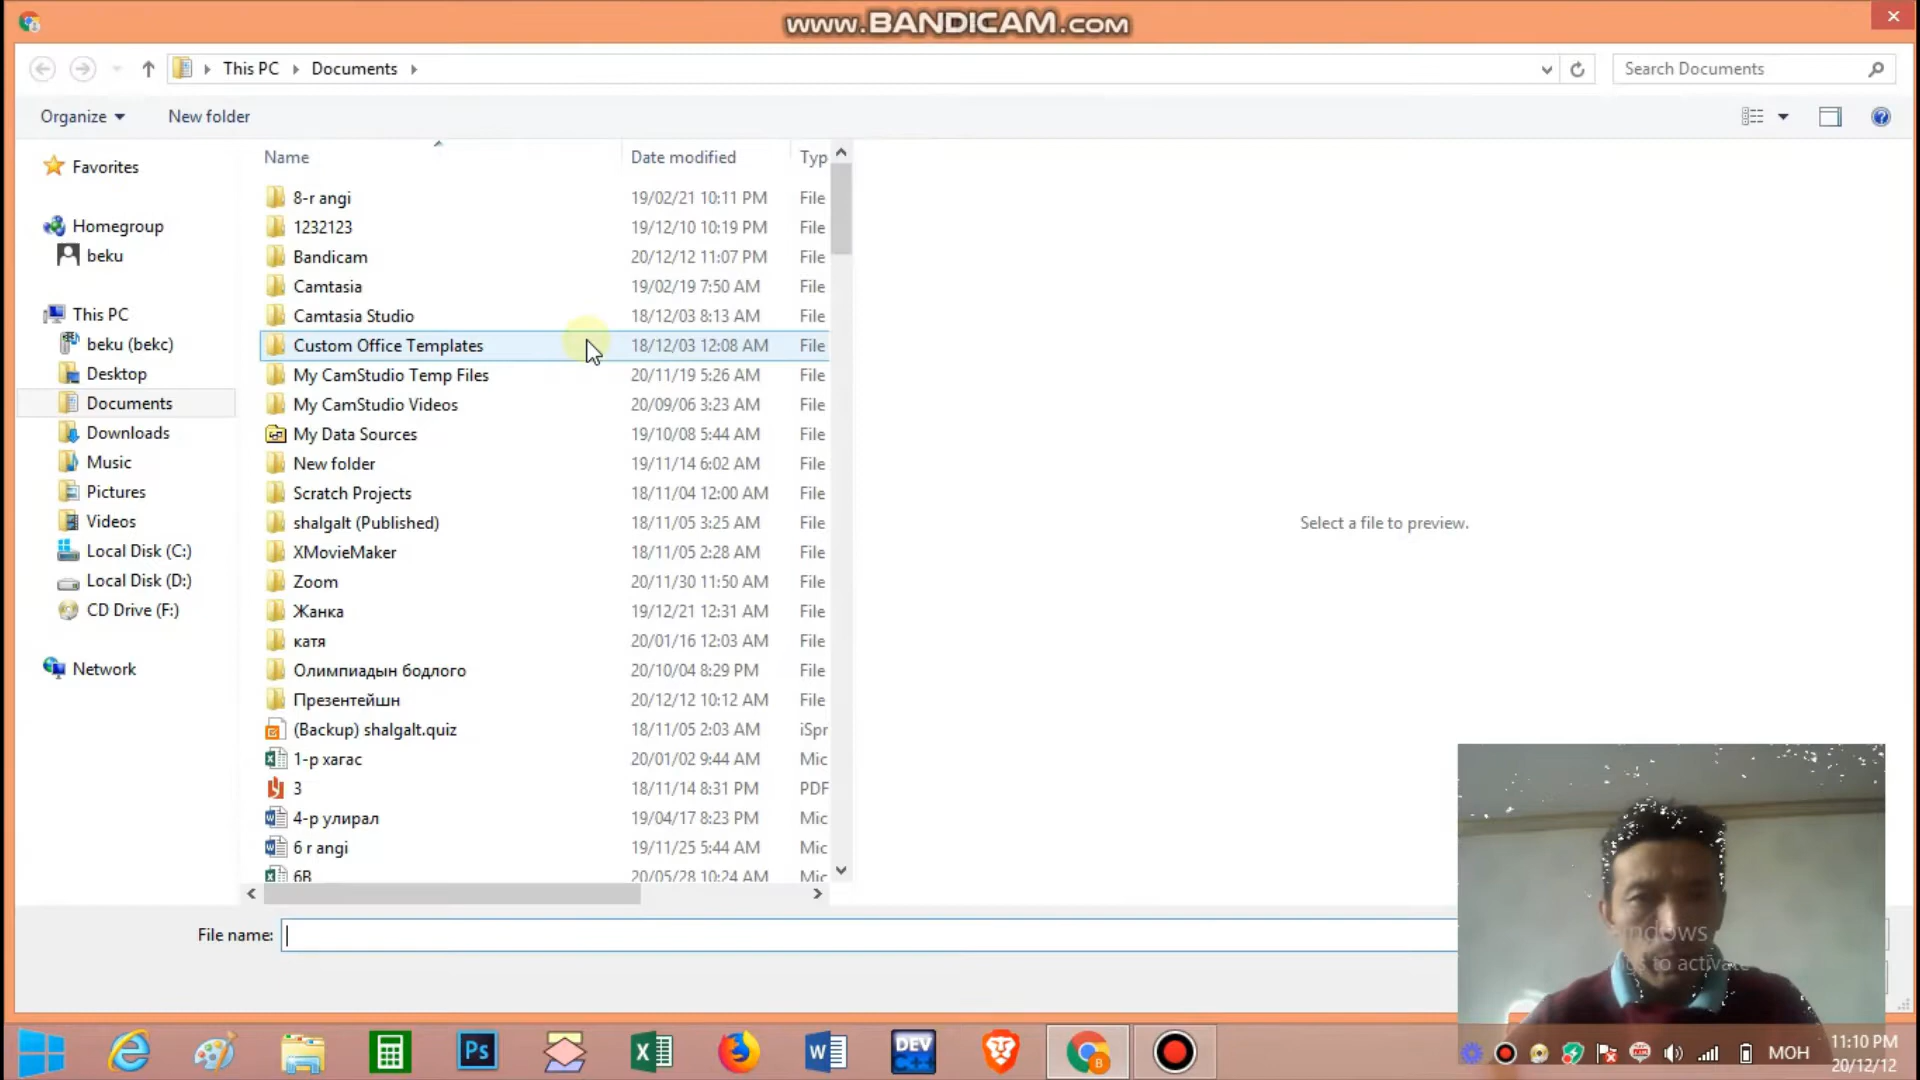 www.BANDICAM.com
This PC
Documents
Search Documents
Organize
New folder
Name
Date modified
Typ
Favorites
Homegroup
beku
This PC
beku (bekc)
Desktop
Documents
Downloads
Music
Pictures
Videos
Local Disk (C:)
Local Disk (D:)
CD Drive (F:)
Network
8-r angi 19/02/21 10:11 PM File
1232123 19/12/10 10:19 PM File
Bandicam 20/12/12 11:07 PM File
Camtasia 19/02/19 7:50 AM File
Camtasia Studio 18/12/03 8:13 AM File
Custom Office Templates 18/12/03 12:08 AM File
My CamStudio Temp Files 20/11/19 5:26 AM File
My CamStudio Videos 20/09/06 3:23 AM File
My Data Sources 19/10/08 5:44 AM File
New folder 19/11/14 6:02 AM File
Scratch Projects 18/11/04 12:00 AM File
shalgalt (Published) 18/11/05 3:25 AM File
XMovieMaker 18/11/05 2:28 AM File
Zoom 20/11/30 11:50 AM File
Жанка 19/12/21 12:31 AM File
катя 20/01/16 12:03 AM File
Олимпиадын бодлого 20/10/04 8:29 PM File
Презентейшн 20/12/12 10:12 AM File
(Backup) shalgalt.quiz 18/11/05 2:03 AM iSpr
1-р хагас 20/01/02 9:44 AM Mic
3 18/11/14 8:31 PM PDF
4-р улирал 19/04/17 8:23 PM Mic
6 r angi 19/11/25 5:44 AM Mic
6B 20/05/28 10:24 AM Mic
Select a file to preview.
File name:
to activate
Ps
DEV
C++
MOH
11:10 PM
20/12/12